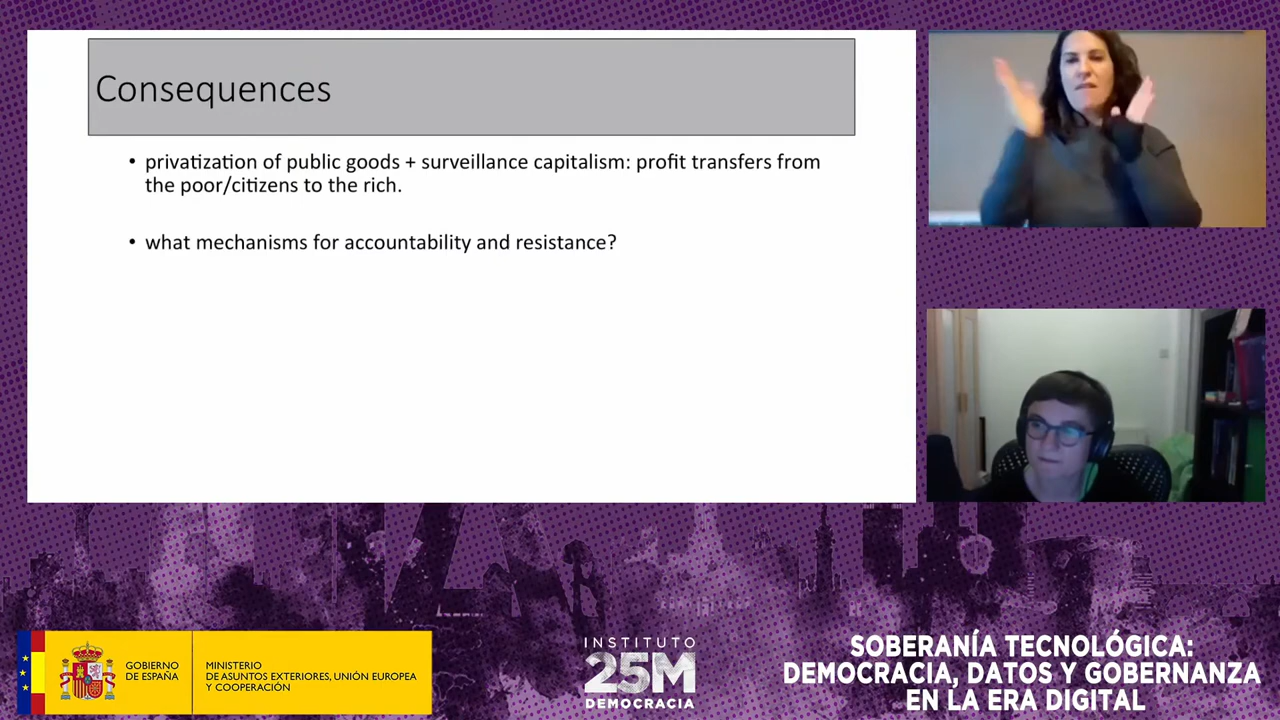 Consequences
• privatization of public goods + surveillance capitalism: profit transfers from
the poor/citizens to the rich.
• what mechanisms for accountability and resistance?
GOBIERNO
DE ESPAÑA
MINISTERIO
DE ASUNTOS EXTERIORES, UNIÓN EUROPEA
Y COOPERACIÓN
INSTITUTO
25M
DEMOCRACIA
SOBERANÍA TECNOLÓGICA:
DEMOCRACIA, DATOS Y GOBERNANZA
EN LA ERA DIGITAL